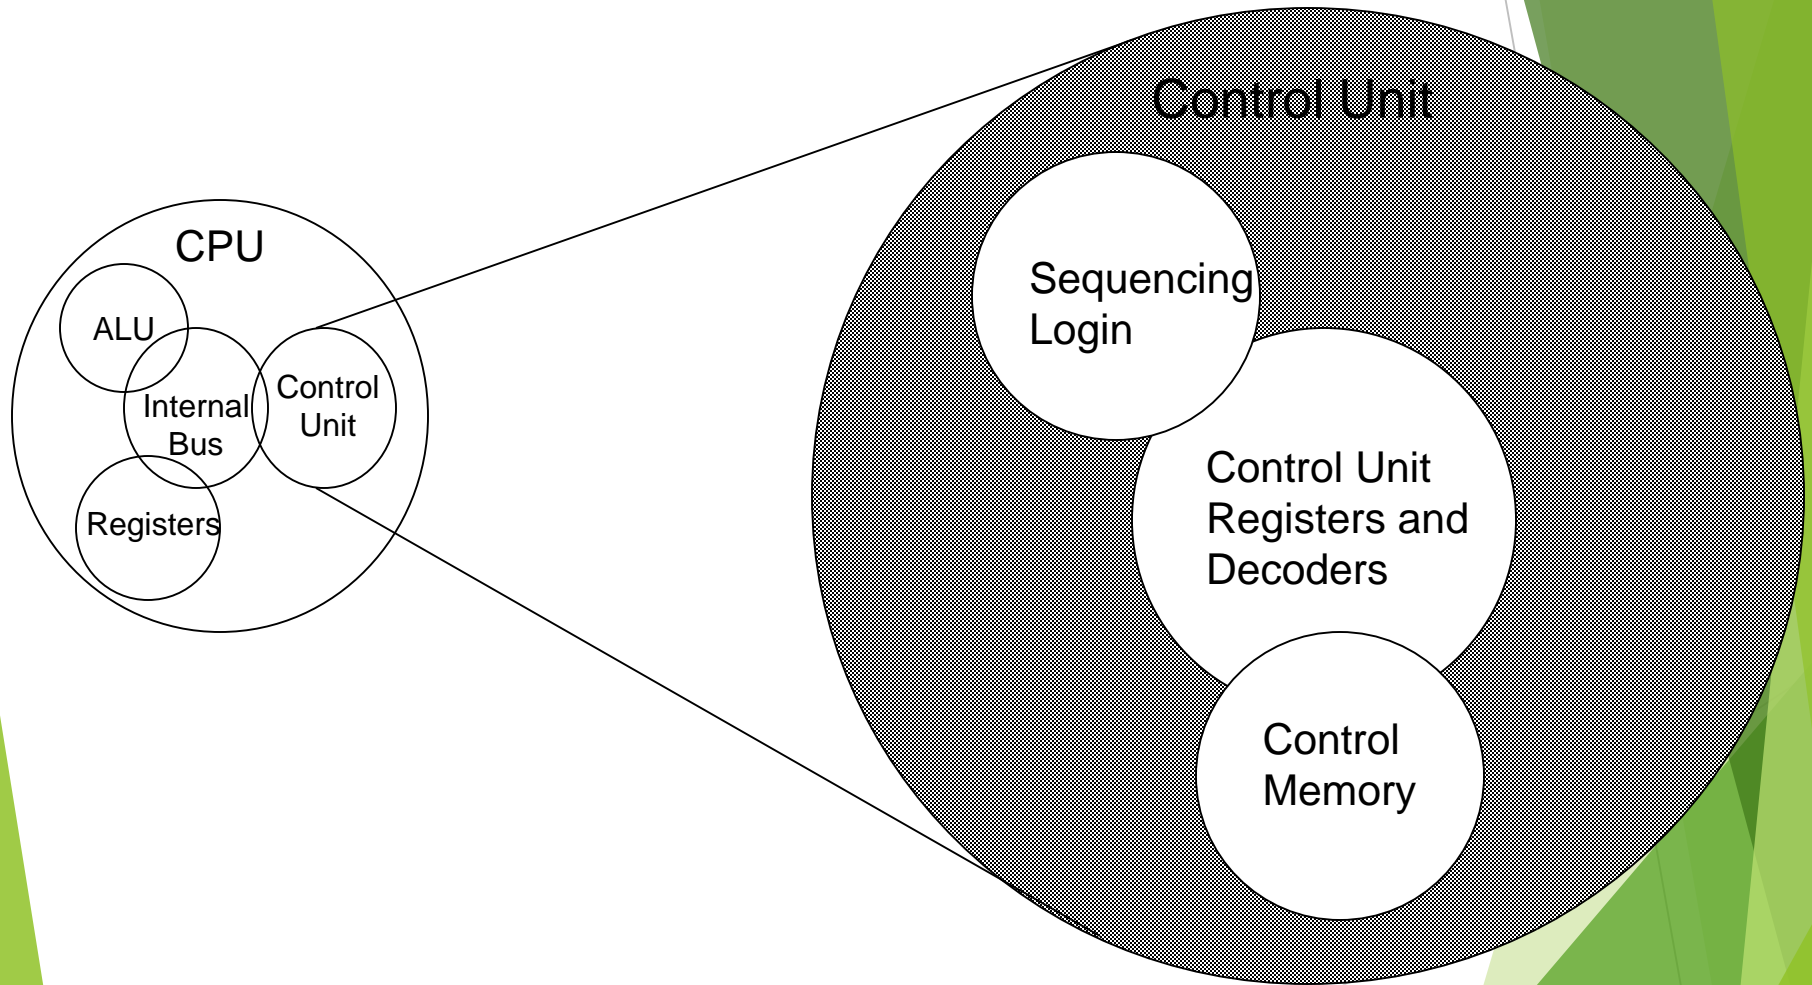 CPU
ALU
Internal
Bus
Control
Unit
Registers
Control Unit
Sequencing
Login
Control Unit
Registers and
Decoders
Control
Memory